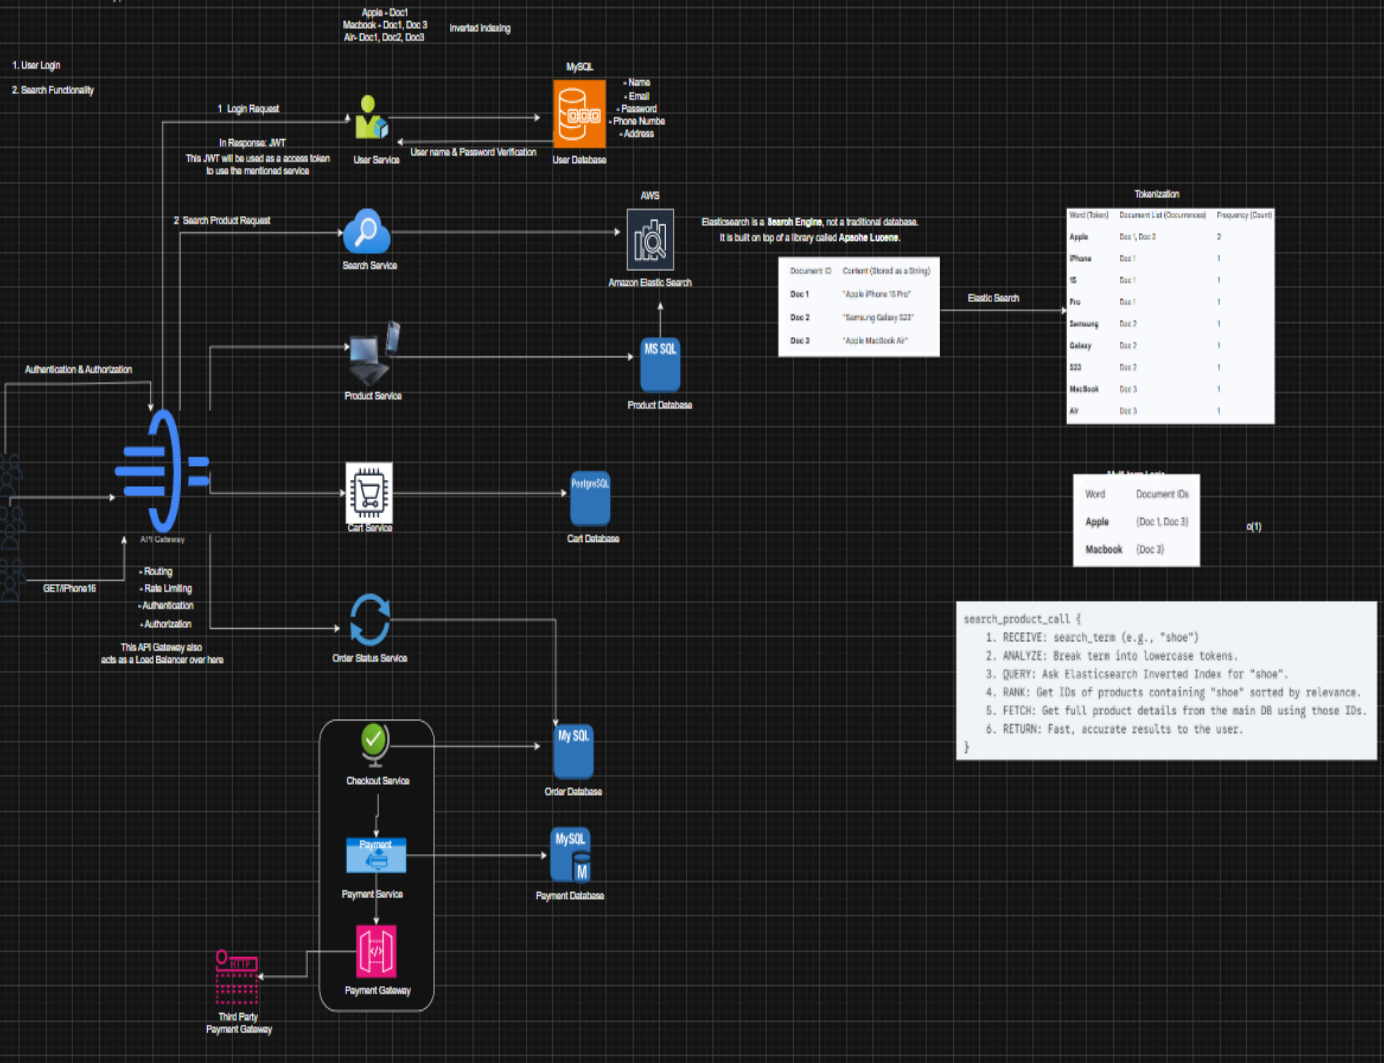 Apple - Doc1
Macbook - Doc1, Doc 3
Air- Doc1, Doc2, Doc3
Inverted Indexing
1. User Login
2. Search Functionality
MySQL
- Name
- Email
- Password
- Phone Numbe
- Address
1 Login Request
In Response: JWT
This JWT will be used as a access token
to use the mentioned service
User Service
User name & Password Verification
User Database
AWS
2 Search Product Request
Search Service
Amazon Elastic Search
Elasticsearch is a Search Engine, not a traditional database.
It is built on top of a library called Apache Lucene.
Document ID Content (Stored as a String)
Doc 1 "Apple iPhone 15 Pro"
Doc 2 "Samsung Galaxy S23"
Doc 3 "Apple MacBook Air"
Elastic Search
Tokenization
Word (Token) Document List (Occurrences) Frequency (Count)
Apple Doc 1, Doc 3 2
iPhone Doc 1 1
15 Doc 1 1
Pro Doc 1 1
Samsung Doc 2 1
Galaxy Doc 2 1
S23 Doc 2 1
MacBook Doc 3 1
Air Doc 3 1
MS SQL
Product Service
Product Database
Authentication & Authorization
API Gateway
- Routing
- Rate Limiting
- Authentication
- Authorization
This API Gateway also
acts as a Load Balancer over here
GET/iPhone16
Cart Service
PostgreSQL
Cart Database
Word Document IDs
Apple {Doc 1, Doc 3}
Macbook {Doc 3}
o(1)
Order Status Service
search_product_call {
1. RECEIVE: search_term (e.g., "shoe")
2. ANALYZE: Break term into lowercase tokens.
3. QUERY: Ask Elasticsearch Inverted Index for "shoe".
4. RANK: Get IDs of products containing "shoe" sorted by relevance.
5. FETCH: Get full product details from the main DB using those IDs.
6. RETURN: Fast, accurate results to the user.
}
Checkout Service
My SQL
Order Database
Payment
Payment Service
MySQL
M
Payment Database
</>
Payment Gateway
HTTP
Third Party
Payment Gateway